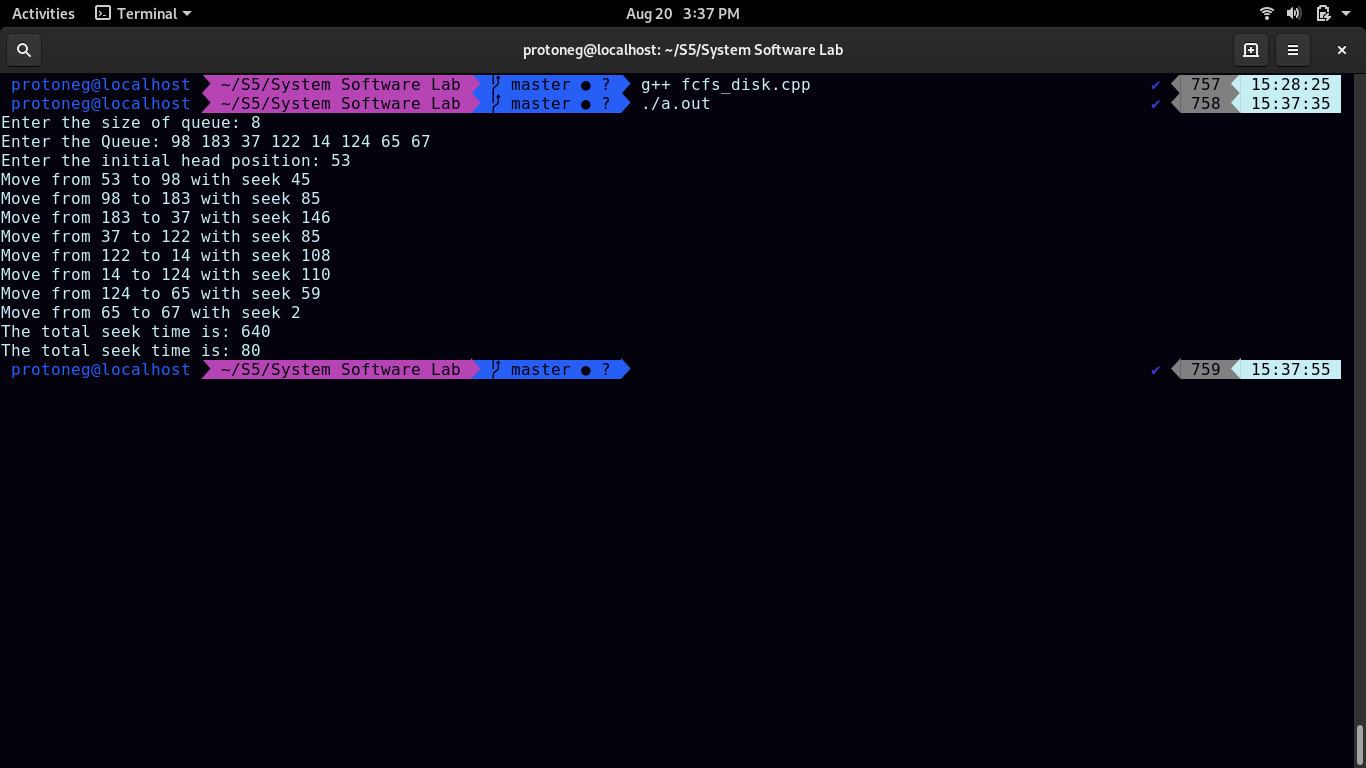 Activities Terminal Aug 20 3:37 PM
protoneg@localhost: ~/S5/System Software Lab
protoneg@localhost ~/S5/System Software Lab master ● ? g++ fcfs_disk.cpp ✔ 757 15:28:25
protoneg@localhost ~/S5/System Software Lab master ● ? ./a.out ✔ 758 15:37:35
Enter the size of queue: 8
Enter the Queue: 98 183 37 122 14 124 65 67
Enter the initial head position: 53
Move from 53 to 98 with seek 45
Move from 98 to 183 with seek 85
Move from 183 to 37 with seek 146
Move from 37 to 122 with seek 85
Move from 122 to 14 with seek 108
Move from 14 to 124 with seek 110
Move from 124 to 65 with seek 59
Move from 65 to 67 with seek 2
The total seek time is: 640
The total seek time is: 80
protoneg@localhost ~/S5/System Software Lab master ● ? ✔ 759 15:37:55